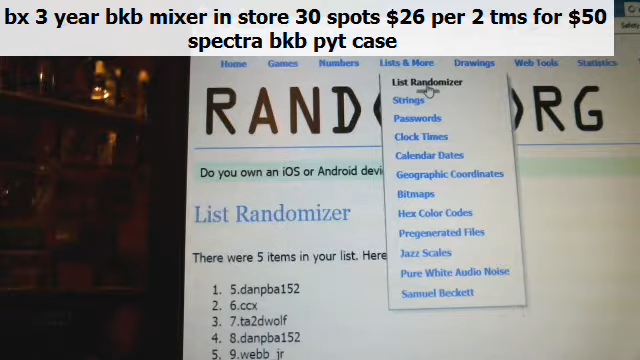 bx 3 year bkb mixer in store 30 spots $26 per 2 tms for $50
spectra bkb pyt case
Home Games Numbers Lists & More Drawings Web Tools Statistics
List Randomizer
Strings
Passwords
Clock Times
Calendar Dates
Geographic Coordinates
Bitmaps
Hex Color Codes
Pregenerated Files
Jazz Scales
Pure White Audio Noise
Samuel Beckett
RAND RG
Do you own an iOS or Android devi
List Randomizer
There were 5 items in your list. Here
1. 5.danpba152
2. 6.ccx
3. 7.ta2dwolf
4. 8.danpba152
5. 9.webb_jr